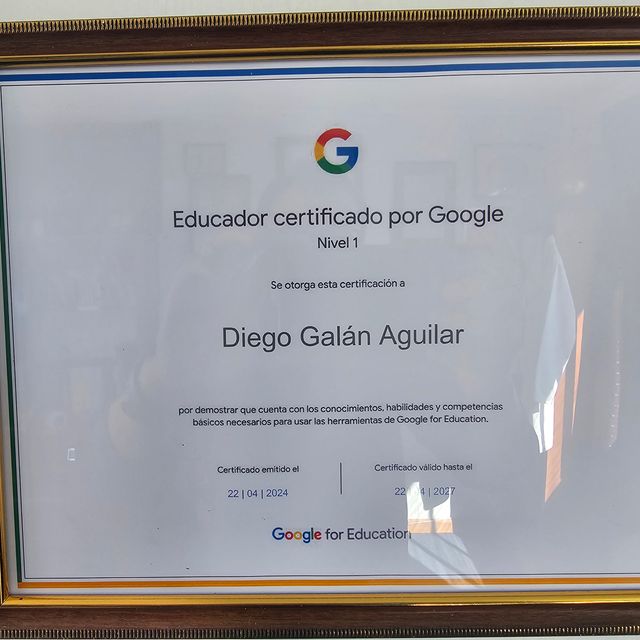 Educador certificado por Google
Nivel 1
Se otorga esta certificación a
Diego Galán Aguilar
por demostrar que cuenta con los conocimientos, habilidades y competencias
básicos necesarios para usar las herramientas de Google for Education.
Certificado emitido el
Certificado válido hasta el
22 | 04 | 2024
22 | 2027
Google for Education